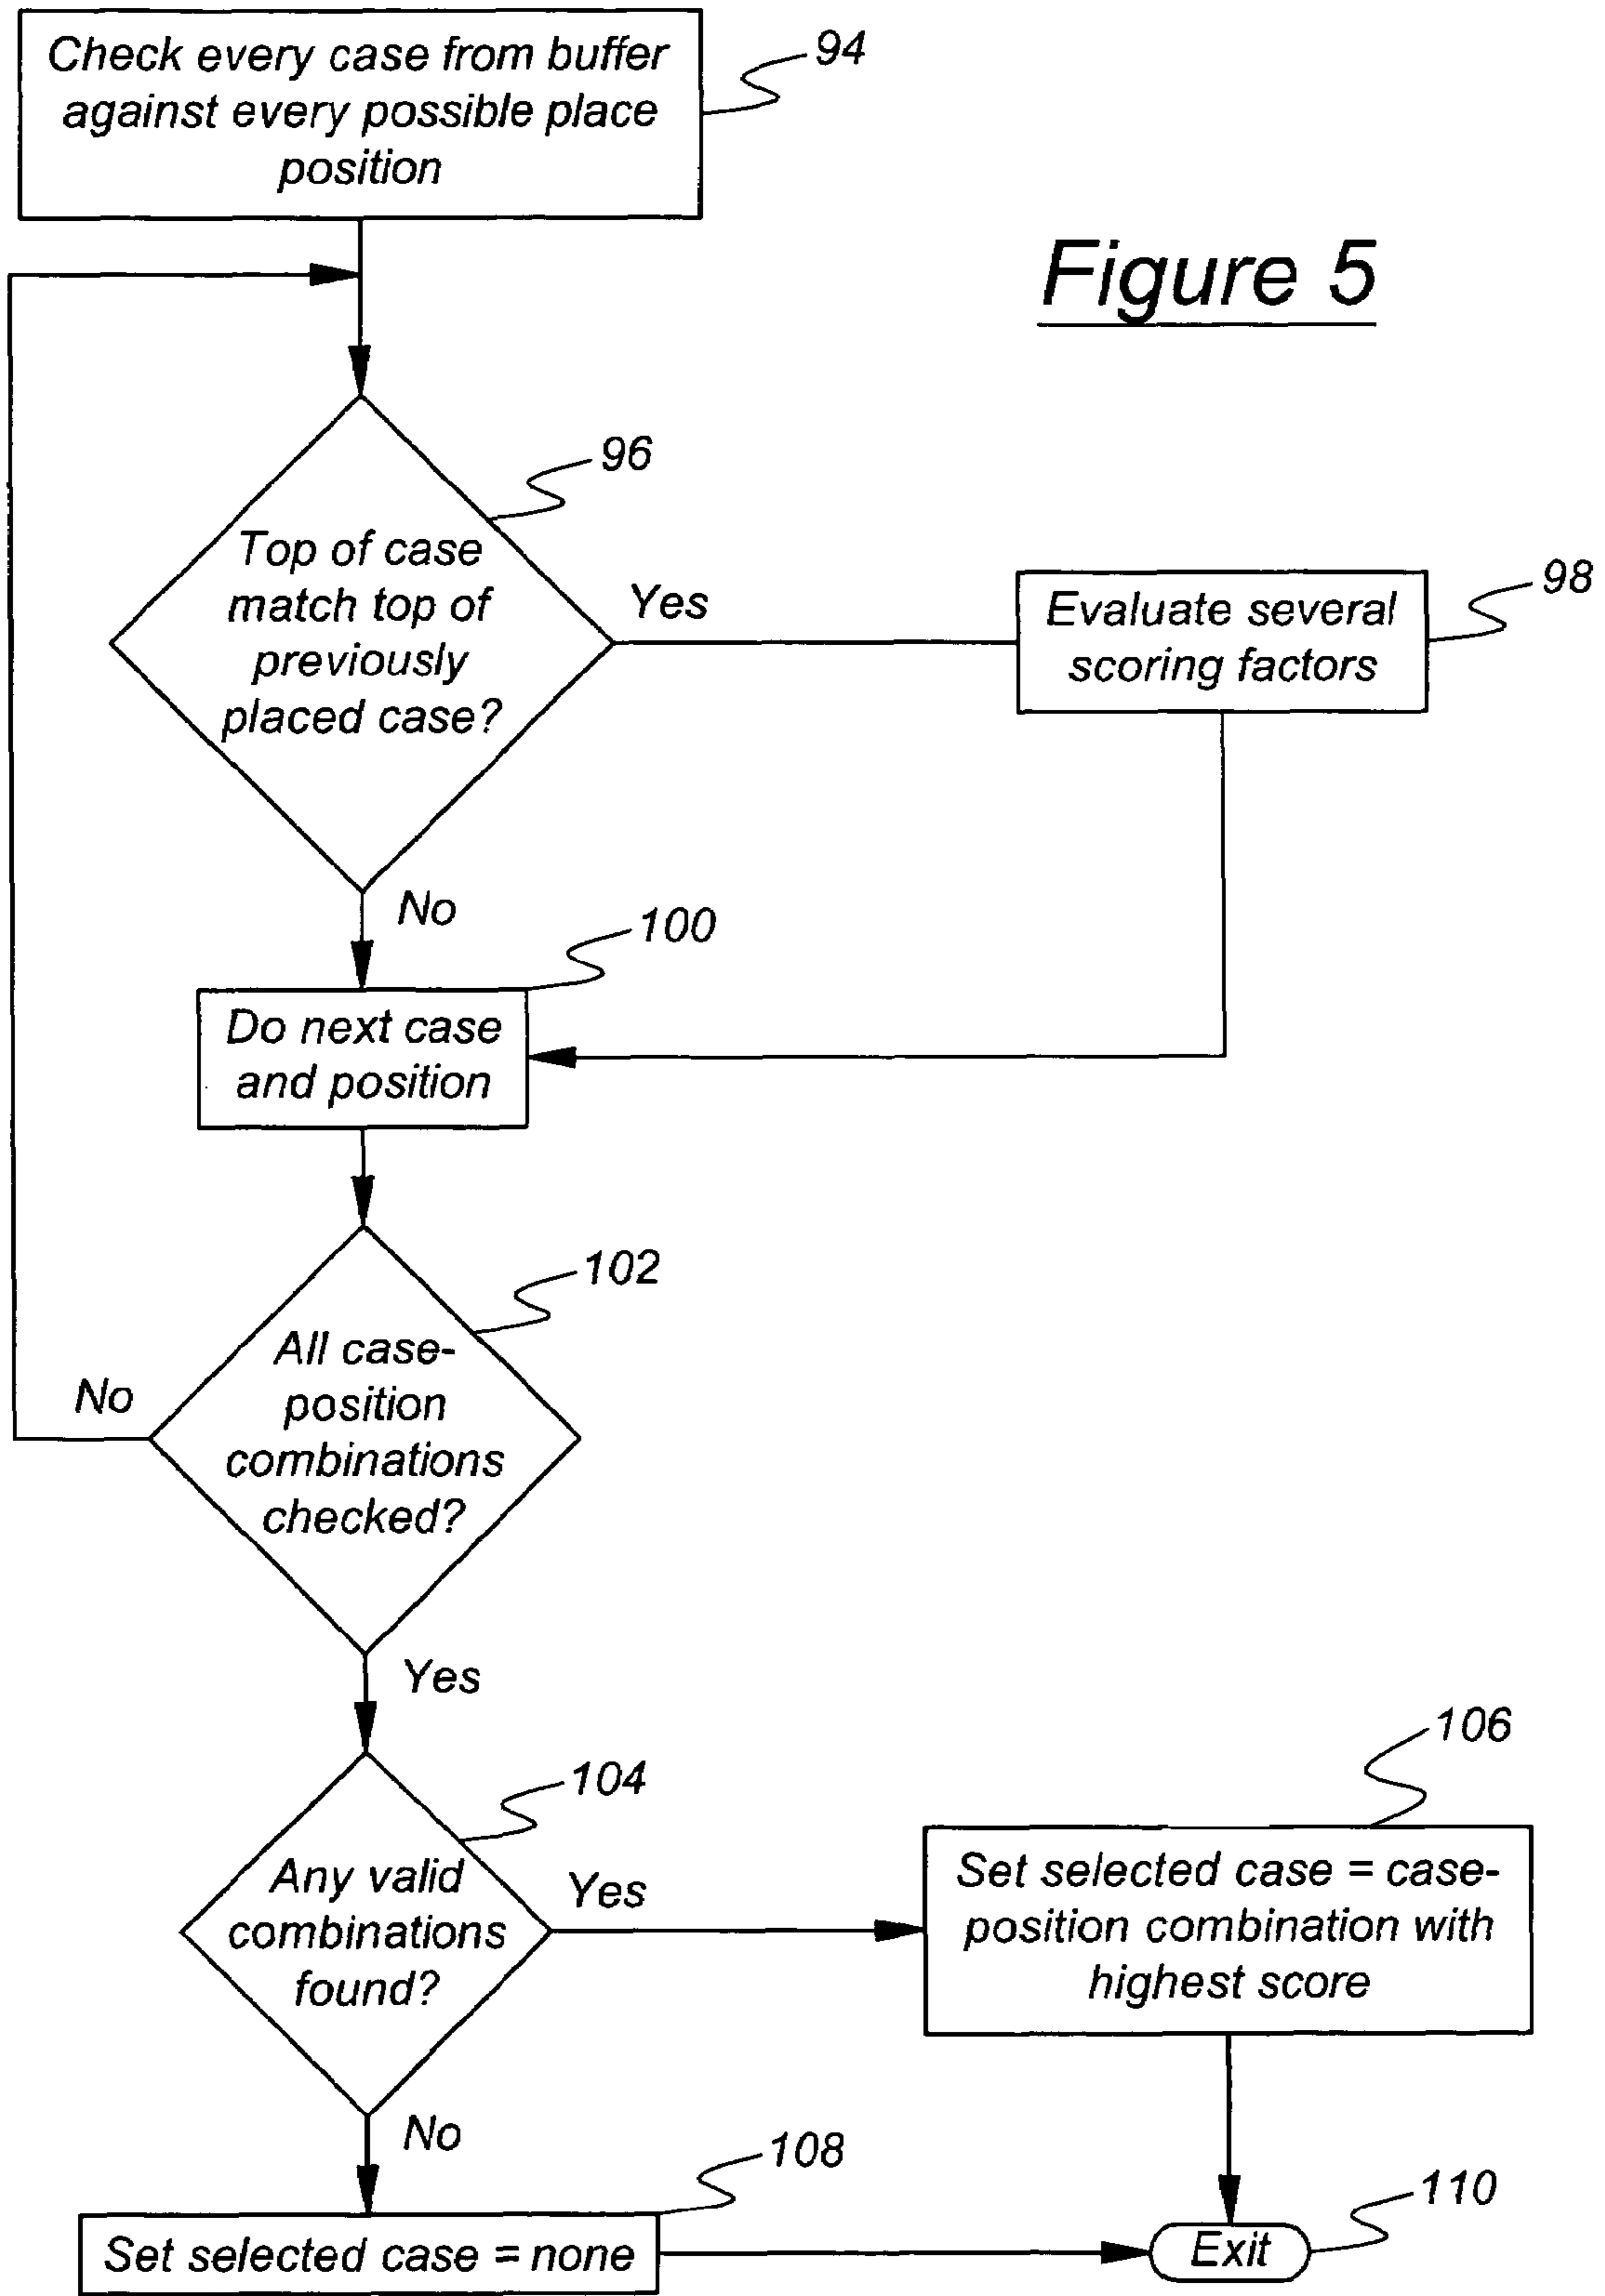 Check every case from buffer
against every possible place
position
94
Figure 5
96
Top of case
match top of
previously
placed case?
Yes
Evaluate several
scoring factors
98
No
100
Do next case
and position
102
All case-
position
combinations
checked?
No
Yes
104
Any valid
combinations
found?
Yes
106
Set selected case = case-
position combination with
highest score
No
108
Set selected case = none
110
Exit